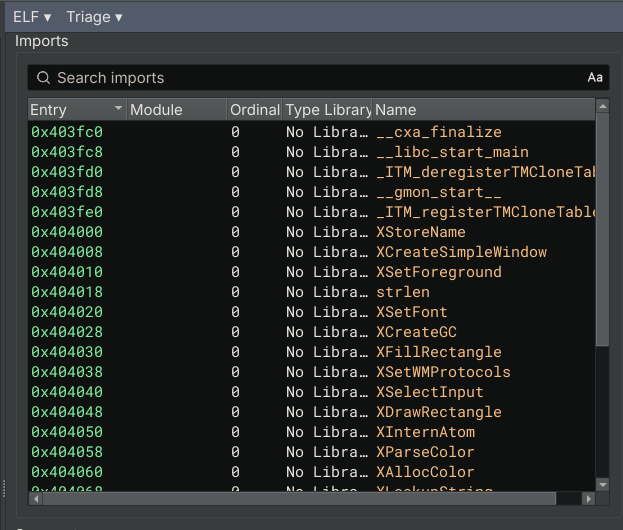 ELF ▾ Triage ▾
Imports
Search imports Aa
Entry Module Ordinal Type Library Name
0x403fc0 0 No Libra… __cxa_finalize
0x403fc8 0 No Libra… __libc_start_main
0x403fd0 0 No Libra… _ITM_deregisterTMCloneTab
0x403fd8 0 No Libra… __gmon_start__
0x403fe0 0 No Libra… _ITM_registerTMCloneTable
0x404000 0 No Libra… XStoreName
0x404008 0 No Libra… XCreateSimpleWindow
0x404010 0 No Libra… XSetForeground
0x404018 0 No Libra… strlen
0x404020 0 No Libra… XSetFont
0x404028 0 No Libra… XCreateGC
0x404030 0 No Libra… XFillRectangle
0x404038 0 No Libra… XSetWMProtocols
0x404040 0 No Libra… XSelectInput
0x404048 0 No Libra… XDrawRectangle
0x404050 0 No Libra… XInternAtom
0x404058 0 No Libra… XParseColor
0x404060 0 No Libra… XAllocColor
0x404068 0 No Libra… XLookupString